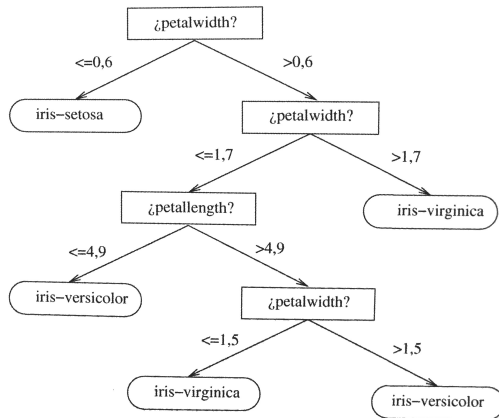 ¿petalwidth?
<=0,6
>0,6
iris-setosa
¿petalwidth?
<=1,7
>1,7
¿petallength?
iris-virginica
<=4,9
>4,9
iris-versicolor
¿petalwidth?
<=1,5
>1,5
iris-virginica
iris-versicolor